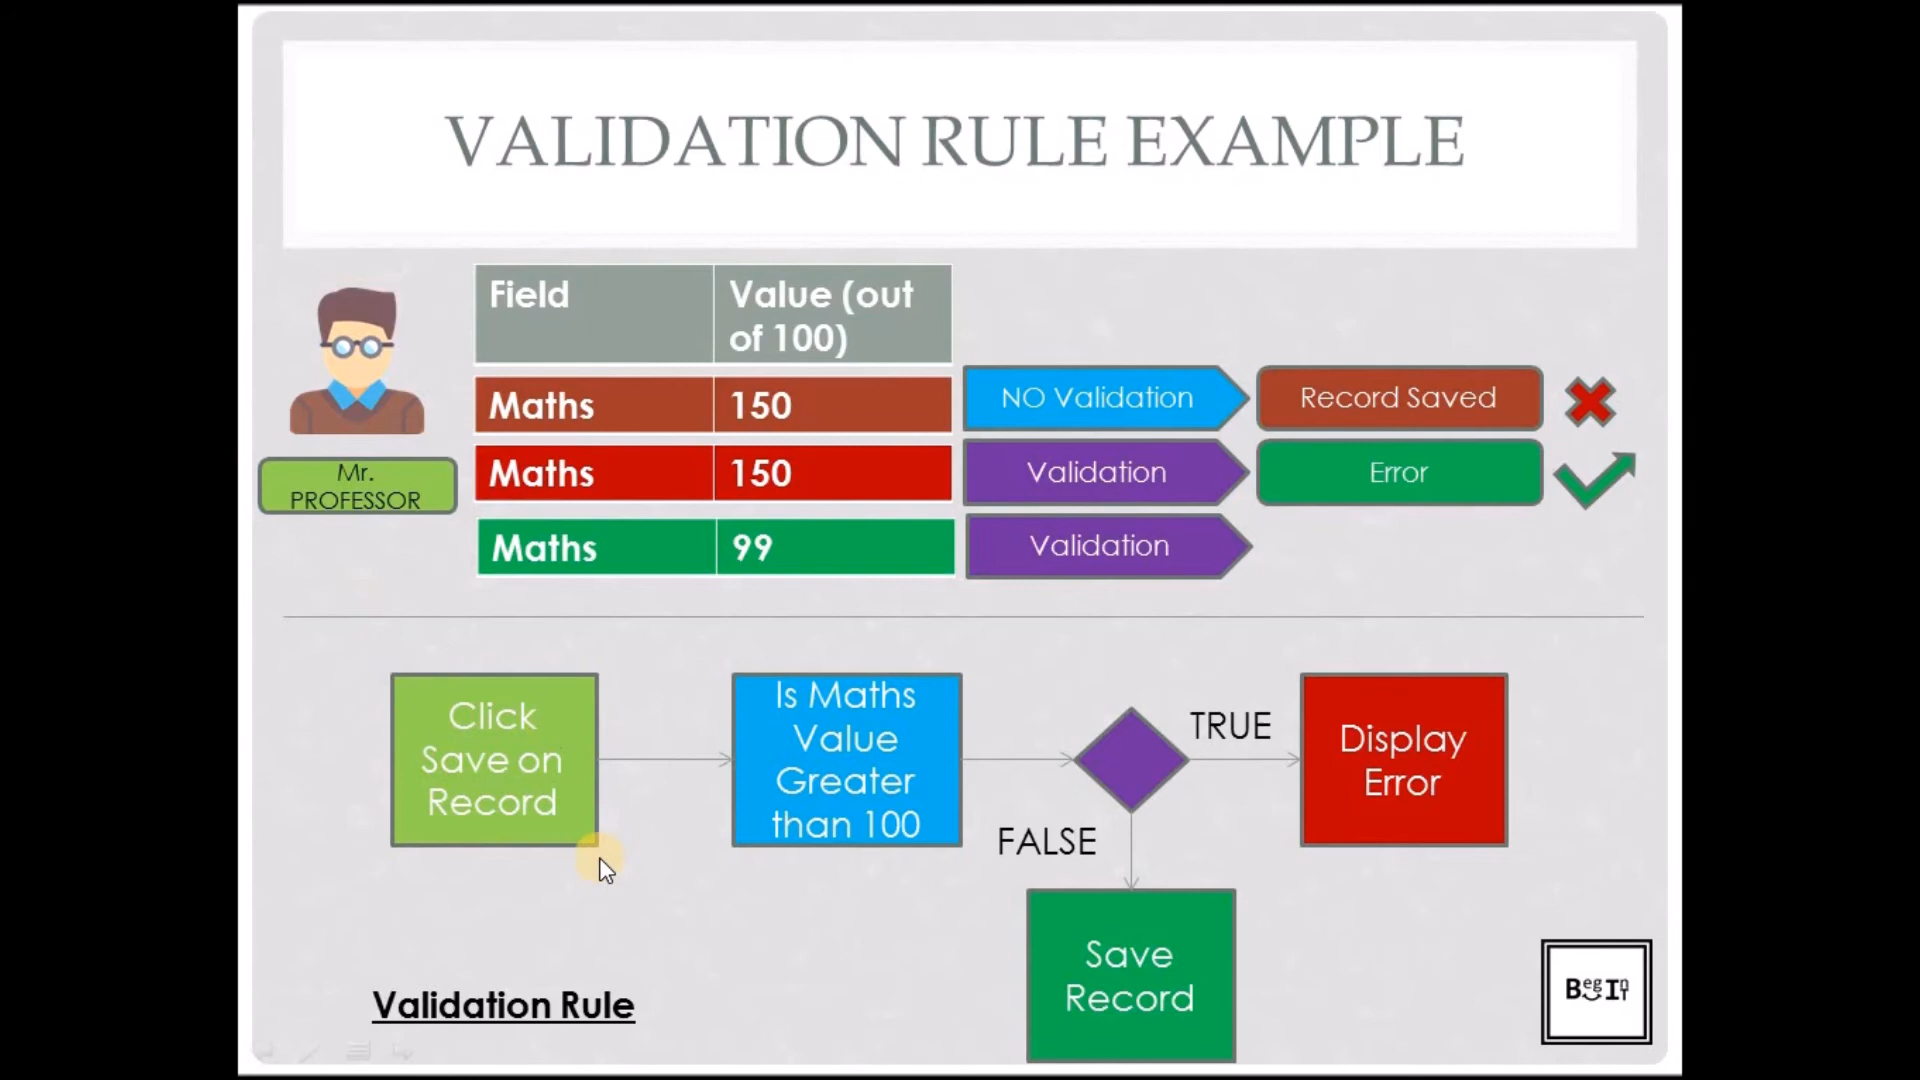 VALIDATION RULE EXAMPLE
Field
Value (out
of 100)
Maths
150
NO Validation
Record Saved
Maths
150
Validation
Error
Mr.
PROFESSOR
Maths
99
Validation
Click
Save on
Record
Is Maths
Value
Greater
than 100
TRUE
Display
Error
FALSE
Save
Record
Validation Rule
BegInIT